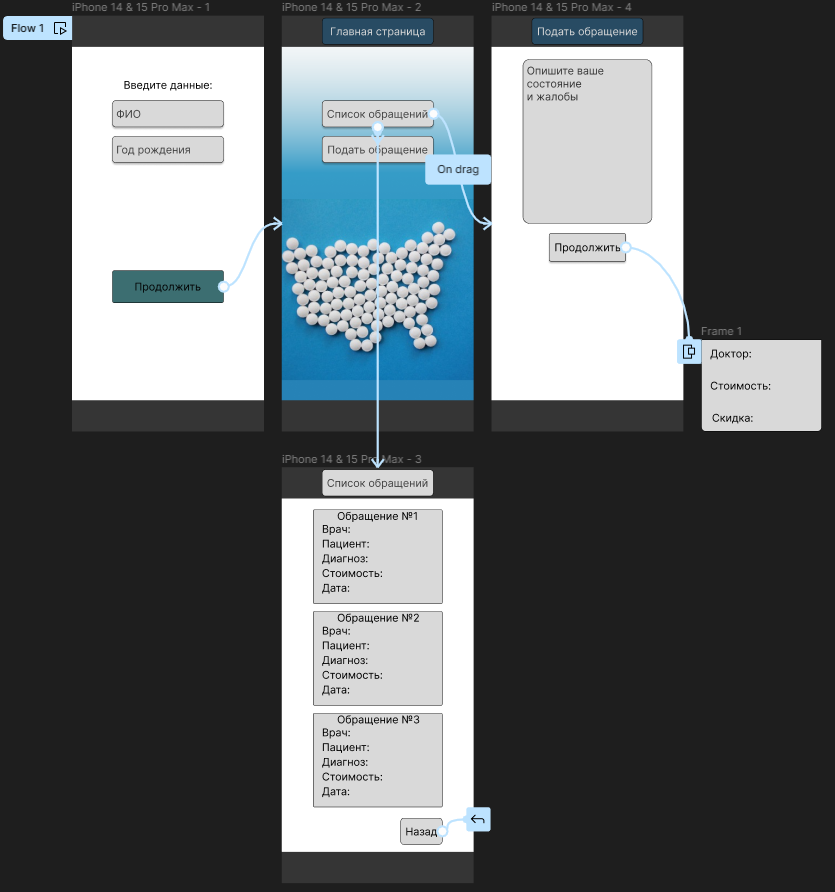 Flow 1
iPhone 14 & 15 Pro Max - 1
Введите данные:
ФИО
Год рождения
Продолжить
iPhone 14 & 15 Pro Max - 2
Главная страница
Список обращений
Подать обращение
On drag
iPhone 14 & 15 Pro Max - 4
Подать обращение
Опишите ваше
состояние
и жалобы
Продолжить
Frame 1
Доктор:
Стоимость:
Скидка:
iPhone 14 & 15 Pro Max - 3
Список обращений
Обращение №1
Врач:
Пациент:
Диагноз:
Стоимость:
Дата:
Обращение №2
Врач:
Пациент:
Диагноз:
Стоимость:
Дата:
Обращение №3
Врач:
Пациент:
Диагноз:
Стоимость:
Дата:
Назад